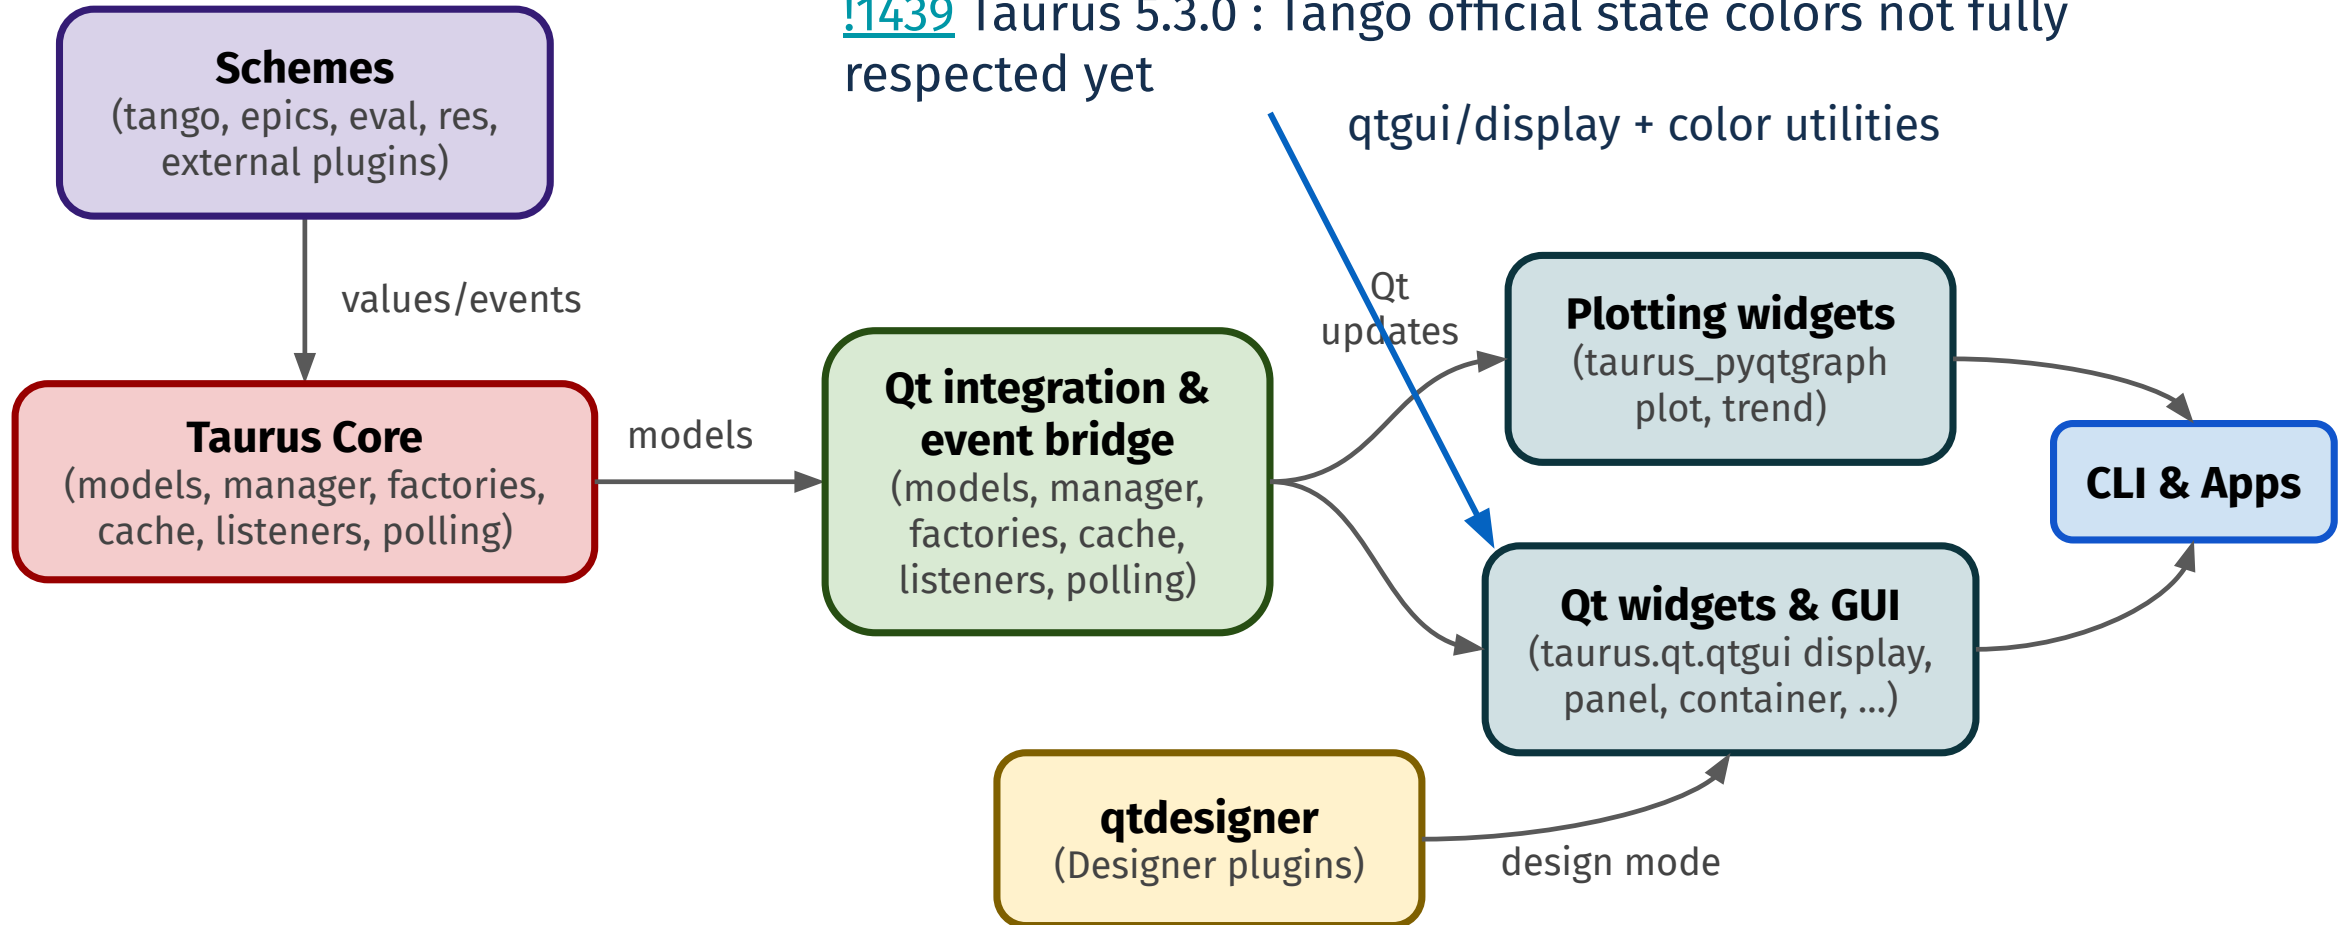 !1439 Taurus 5.3.0 : Tango official state colors not fully
respected yet
qtgui/display + color utilities
Schemes
(tango, epics, eval, res,
external plugins)
values/events
Taurus Core
(models, manager, factories,
cache, listeners, polling)
models
Qt integration &
event bridge
(models, manager,
factories, cache,
listeners, polling)
Qt
updates
Plotting widgets
(taurus_pyqtgraph
plot, trend)
CLI & Apps
Qt widgets & GUI
(taurus.qt.qtgui display,
panel, container, ...)
qtdesigner
(Designer plugins)
design mode